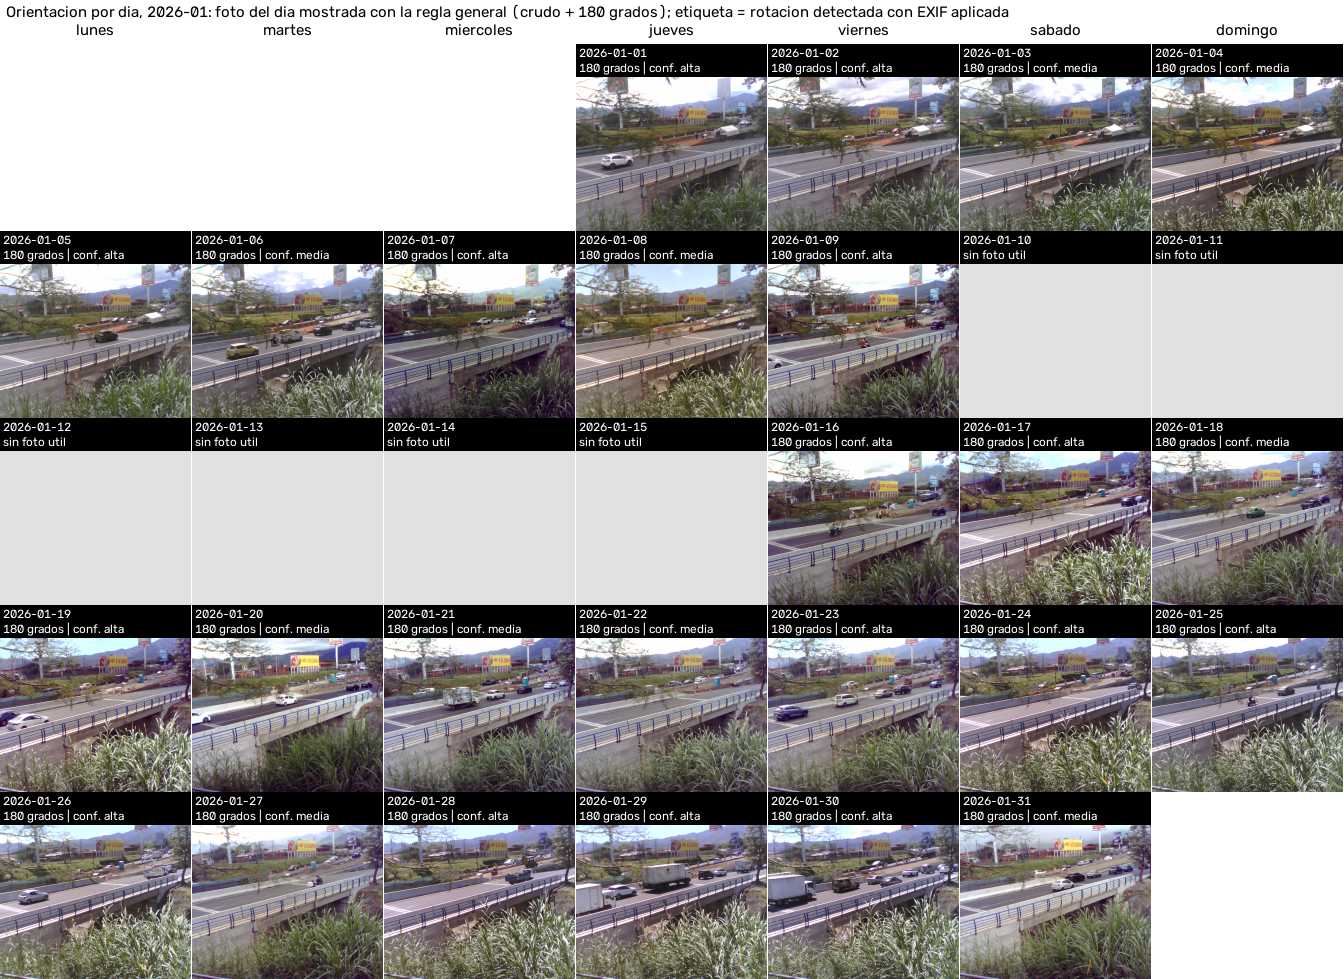 Orientacion por dia, 2026-01: foto del dia mostrada con la regla general (crudo + 180 grados); etiqueta = rotacion detectada con EXIF aplicada
lunes martes miercoles jueves viernes sabado domingo
2026-01-01
180 grados | conf. alta
2026-01-02
180 grados | conf. alta
2026-01-03
180 grados | conf. media
2026-01-04
180 grados | conf. media
2026-01-05
180 grados | conf. alta
2026-01-06
180 grados | conf. media
2026-01-07
180 grados | conf. alta
2026-01-08
180 grados | conf. media
2026-01-09
180 grados | conf. alta
2026-01-10
sin foto util
2026-01-11
sin foto util
2026-01-12
sin foto util
2026-01-13
sin foto util
2026-01-14
sin foto util
2026-01-15
sin foto util
2026-01-16
180 grados | conf. alta
2026-01-17
180 grados | conf. alta
2026-01-18
180 grados | conf. media
2026-01-19
180 grados | conf. alta
2026-01-20
180 grados | conf. media
2026-01-21
180 grados | conf. media
2026-01-22
180 grados | conf. media
2026-01-23
180 grados | conf. alta
2026-01-24
180 grados | conf. alta
2026-01-25
180 grados | conf. alta
2026-01-26
180 grados | conf. alta
2026-01-27
180 grados | conf. media
2026-01-28
180 grados | conf. alta
2026-01-29
180 grados | conf. alta
2026-01-30
180 grados | conf. alta
2026-01-31
180 grados | conf. media